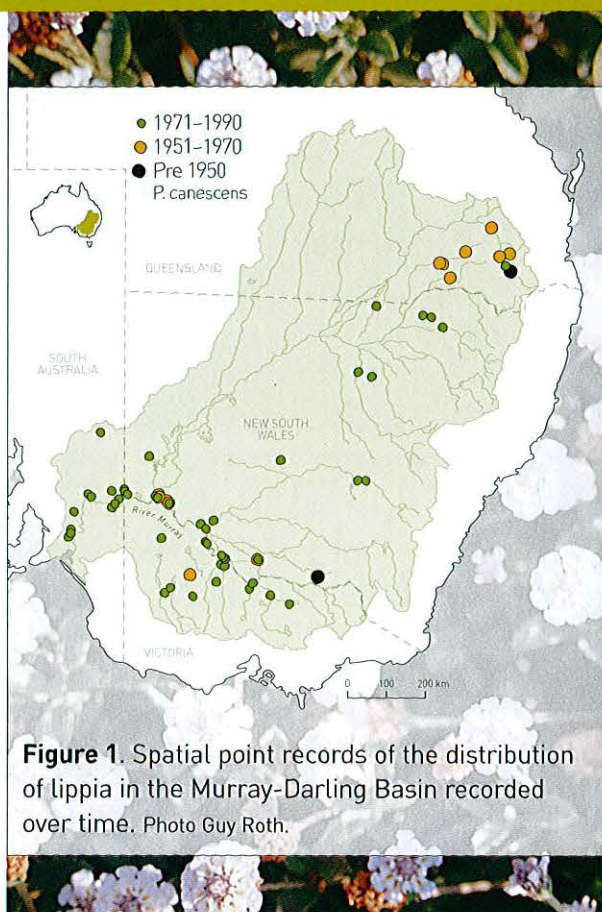 1971–1990
1951–1970
Pre 1950
P. canescens
QUEENSLAND
SOUTH
AUSTRALIA
NEW SOUTH
WALES
River Murray
VICTORIA
0 100 200 km
Figure 1. Spatial point records of the distribution
of lippia in the Murray-Darling Basin recorded
over time. Photo Guy Roth.